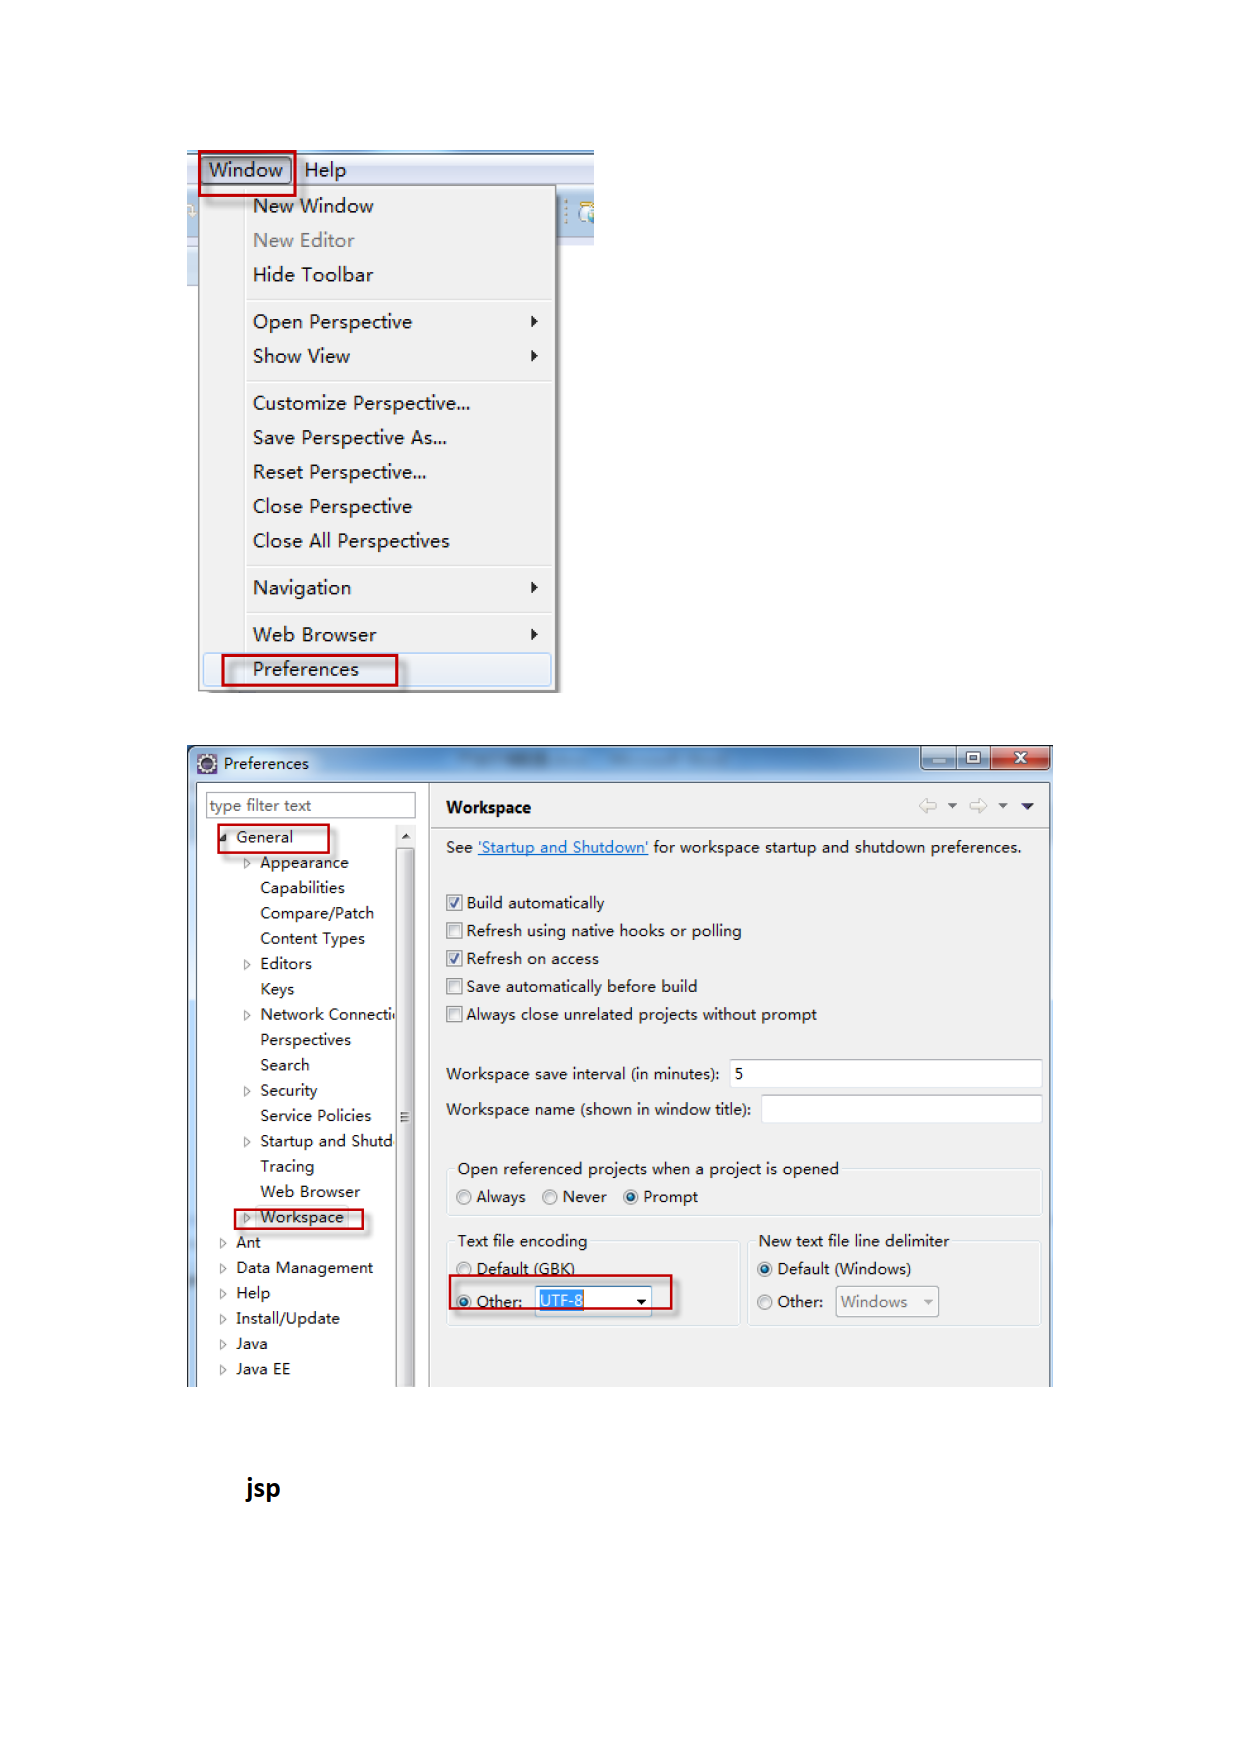 Window Help
New Window
New Editor
Hide Toolbar
Open Perspective
Show View
Customize Perspective...
Save Perspective As...
Reset Perspective...
Close Perspective
Close All Perspectives
Navigation
Web Browser
Preferences
Preferences
type filter text
General
Appearance
Capabilities
Compare/Patch
Content Types
Editors
Keys
Network Connecti
Perspectives
Search
Security
Service Policies
Startup and Shutd
Tracing
Web Browser
Workspace
Ant
Data Management
Help
Install/Update
Java
Java EE
Workspace
See 'Startup and Shutdown' for workspace startup and shutdown preferences.
Build automatically
Refresh using native hooks or polling
Refresh on access
Save automatically before build
Always close unrelated projects without prompt
Workspace save interval (in minutes): 5
Workspace name (shown in window title):
Open referenced projects when a project is opened
Always Never Prompt
Text file encoding
Default (GBK)
Other: UTF-8
New text file line delimiter
Default (Windows)
Other: Windows
jsp